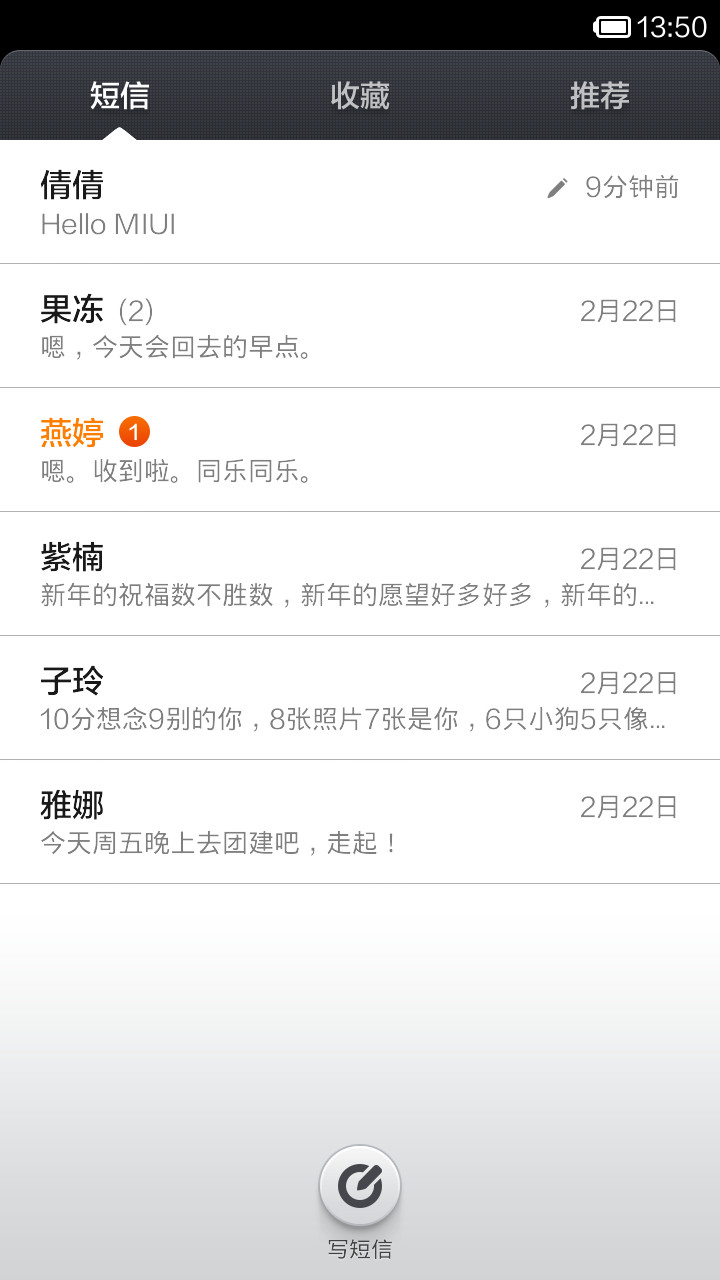 13:50
短信 收藏 推荐
倩倩 9分钟前
Hello MIUI
果冻 (2) 2月22日
嗯，今天会回去的早点。
燕婷 1 2月22日
嗯。收到啦。同乐同乐。
紫楠 2月22日
新年的祝福数不胜数，新年的愿望好多好多，新年的...
子玲 2月22日
10分想念9别的你，8张照片7张是你，6只小狗5只像...
雅娜 2月22日
今天周五晚上去团建吧，走起！
写短信